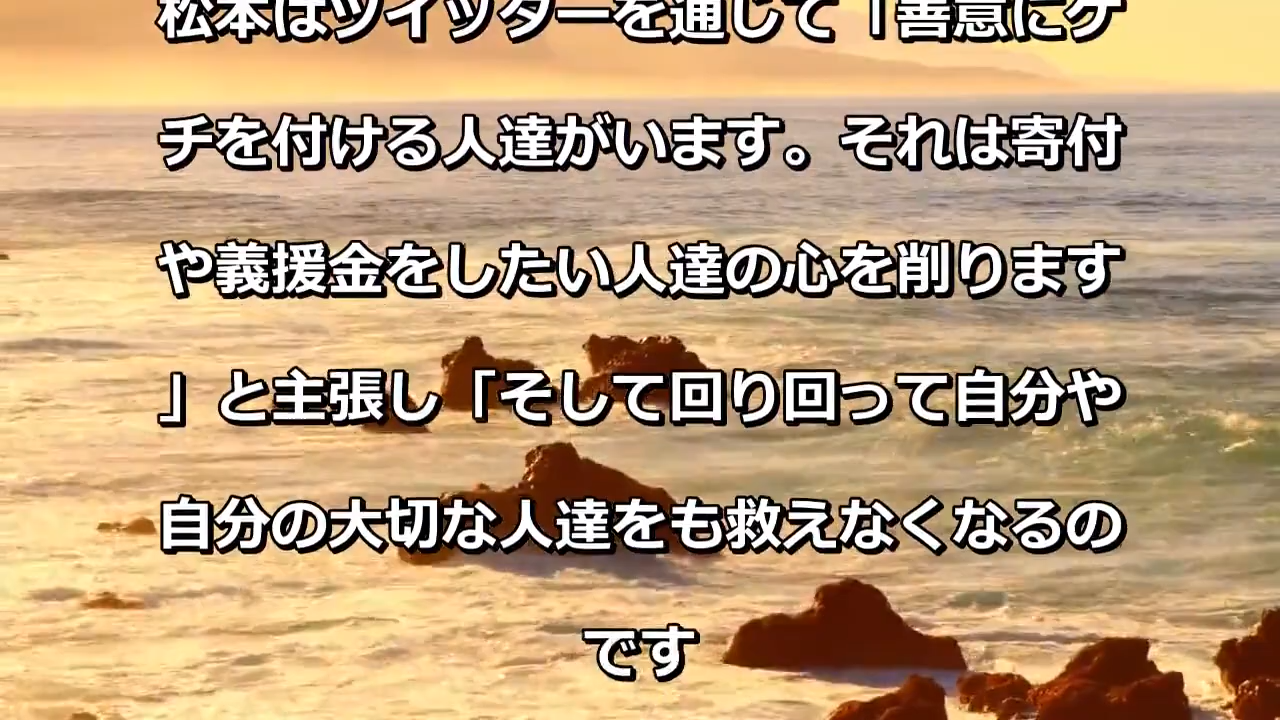 松本はツイッターを通じて「善意にケ
チを付ける人達がいます。それは寄付
や義援金をしたい人達の心を削ります
」と主張し「そして回り回って自分や
自分の大切な人達をも救えなくなるの
です